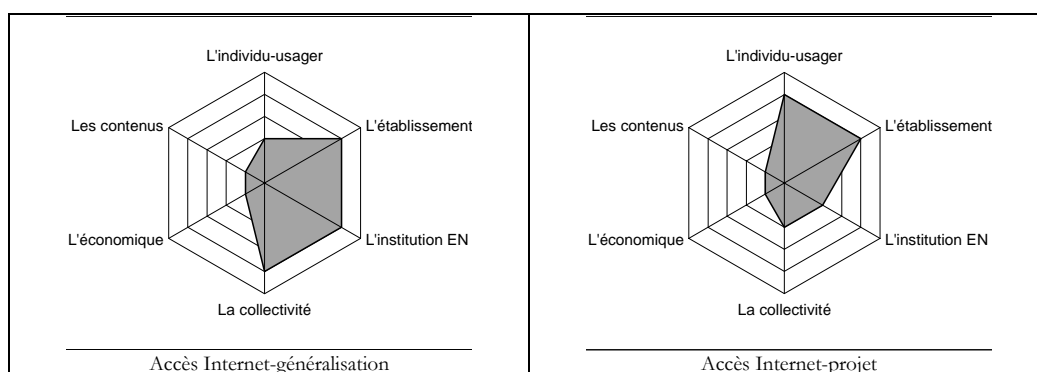 L'individu-usager
Les contenus
L'établissement
L'économique
L'institution EN
La collectivité
Accès Internet-généralisation
L'individu-usager
Les contenus
L'établissement
L'économique
L'institution EN
La collectivité
Accès Internet-projet